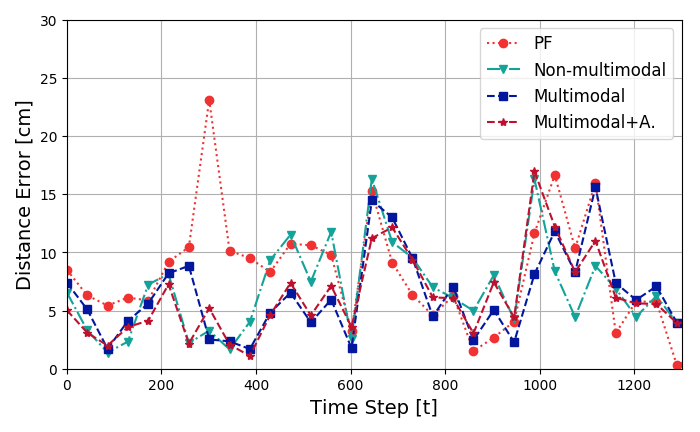 30
25
20
15
10
5
0
Distance Error [cm]
0 200 400 600 800 1000 1200
Time Step [t]
PF
Non-multimodal
Multimodal
Multimodal+A.